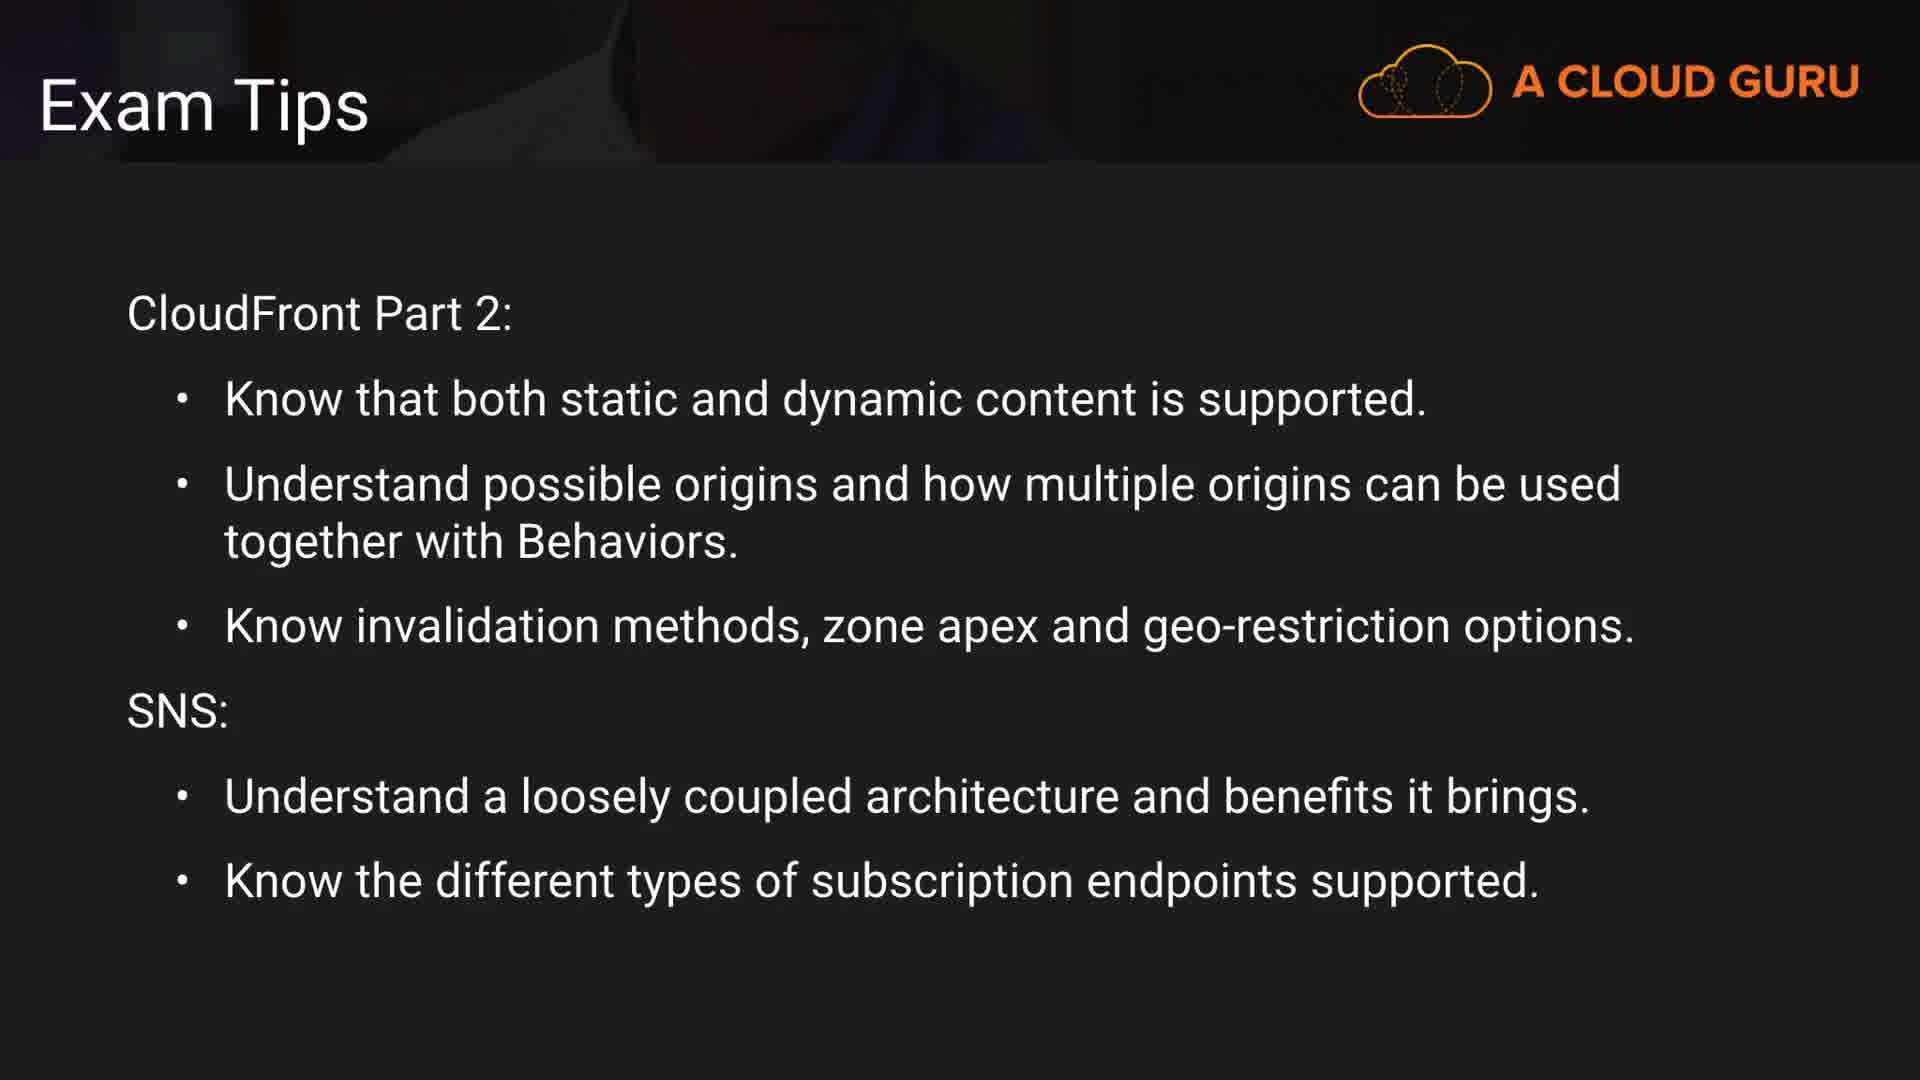 Exam Tips
A CLOUD GURU
CloudFront Part 2:
• Know that both static and dynamic content is supported.
• Understand possible origins and how multiple origins can be used
together with Behaviors.
• Know invalidation methods, zone apex and geo-restriction options.
SNS:
• Understand a loosely coupled architecture and benefits it brings.
• Know the different types of subscription endpoints supported.